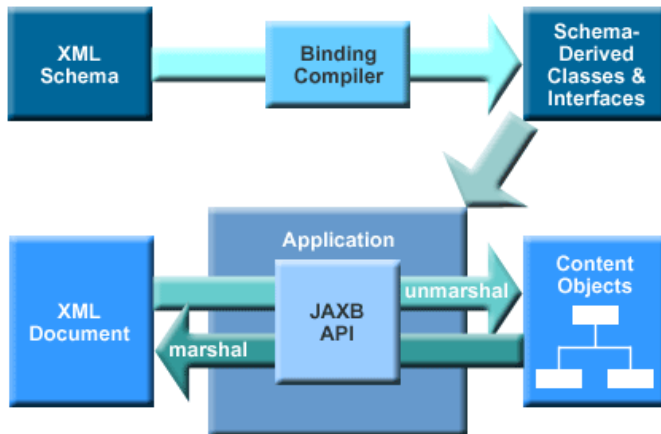 XML
Schema
Binding
Compiler
Schema-
Derived
Classes &
Interfaces
Application
XML
Document
JAXB
API
unmarshal
marshal
Content
Objects